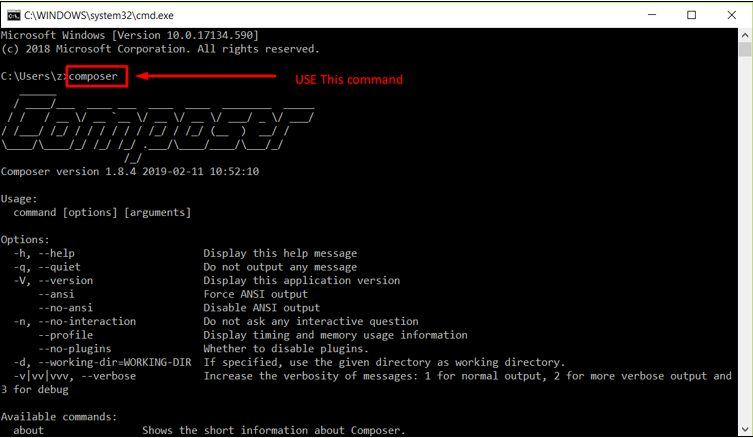 C:\WINDOWS\system32\cmd.exe
Microsoft Windows [Version 10.0.17134.590]
(c) 2018 Microsoft Corporation. All rights reserved.
C:\Users\z>composer USE This command
Composer
Composer version 1.8.4 2019-02-11 10:52:10
Usage:
command [options] [arguments]
Options:
-h, --help Display this help message
-q, --quiet Do not output any message
-V, --version Display this application version
--ansi Force ANSI output
--no-ansi Disable ANSI output
-n, --no-interaction Do not ask any interactive question
--profile Display timing and memory usage information
--no-plugins Whether to disable plugins.
-d, --working-dir=WORKING-DIR If specified, use the given directory as working directory.
-v|vv|vvv, --verbose Increase the verbosity of messages: 1 for normal output, 2 for more verbose output and
3 for debug
Available commands:
about Shows the short information about Composer.